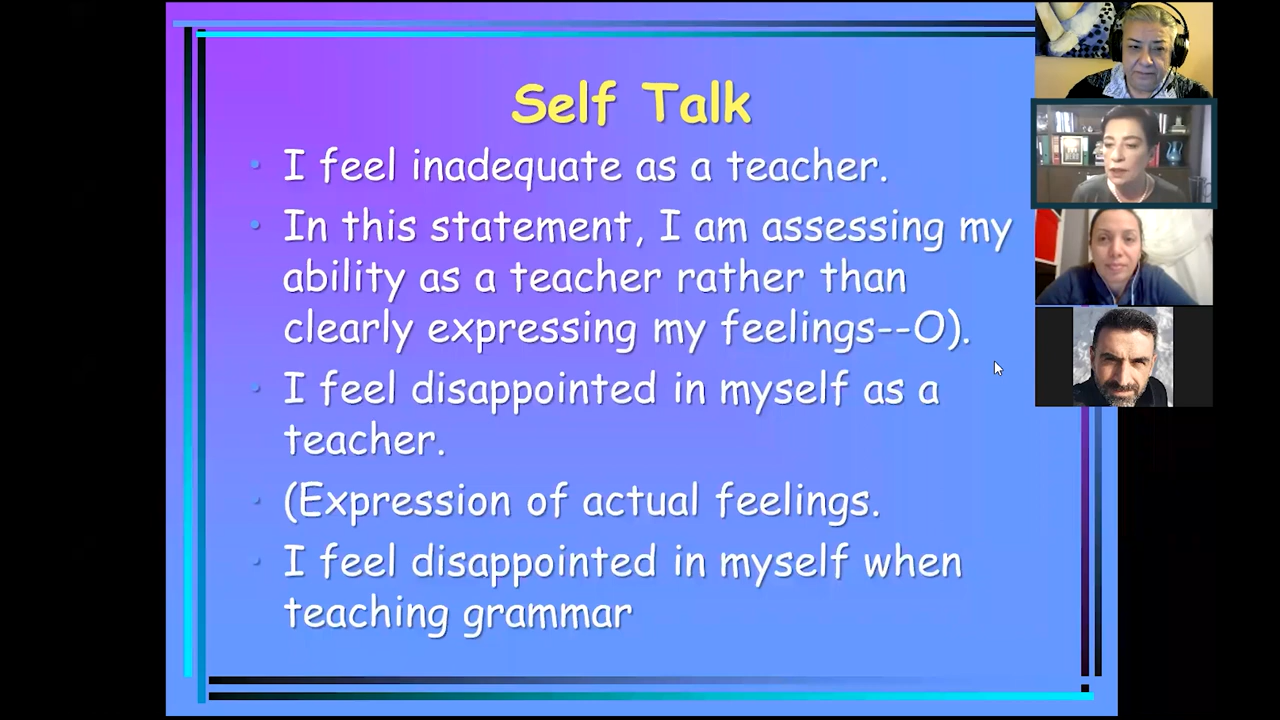 Self Talk
• I feel inadequate as a teacher.
• In this statement, I am assessing my
ability as a teacher rather than
clearly expressing my feelings--O).
• I feel disappointed in myself as a
teacher.
• (Expression of actual feelings.
• I feel disappointed in myself when
teaching grammar